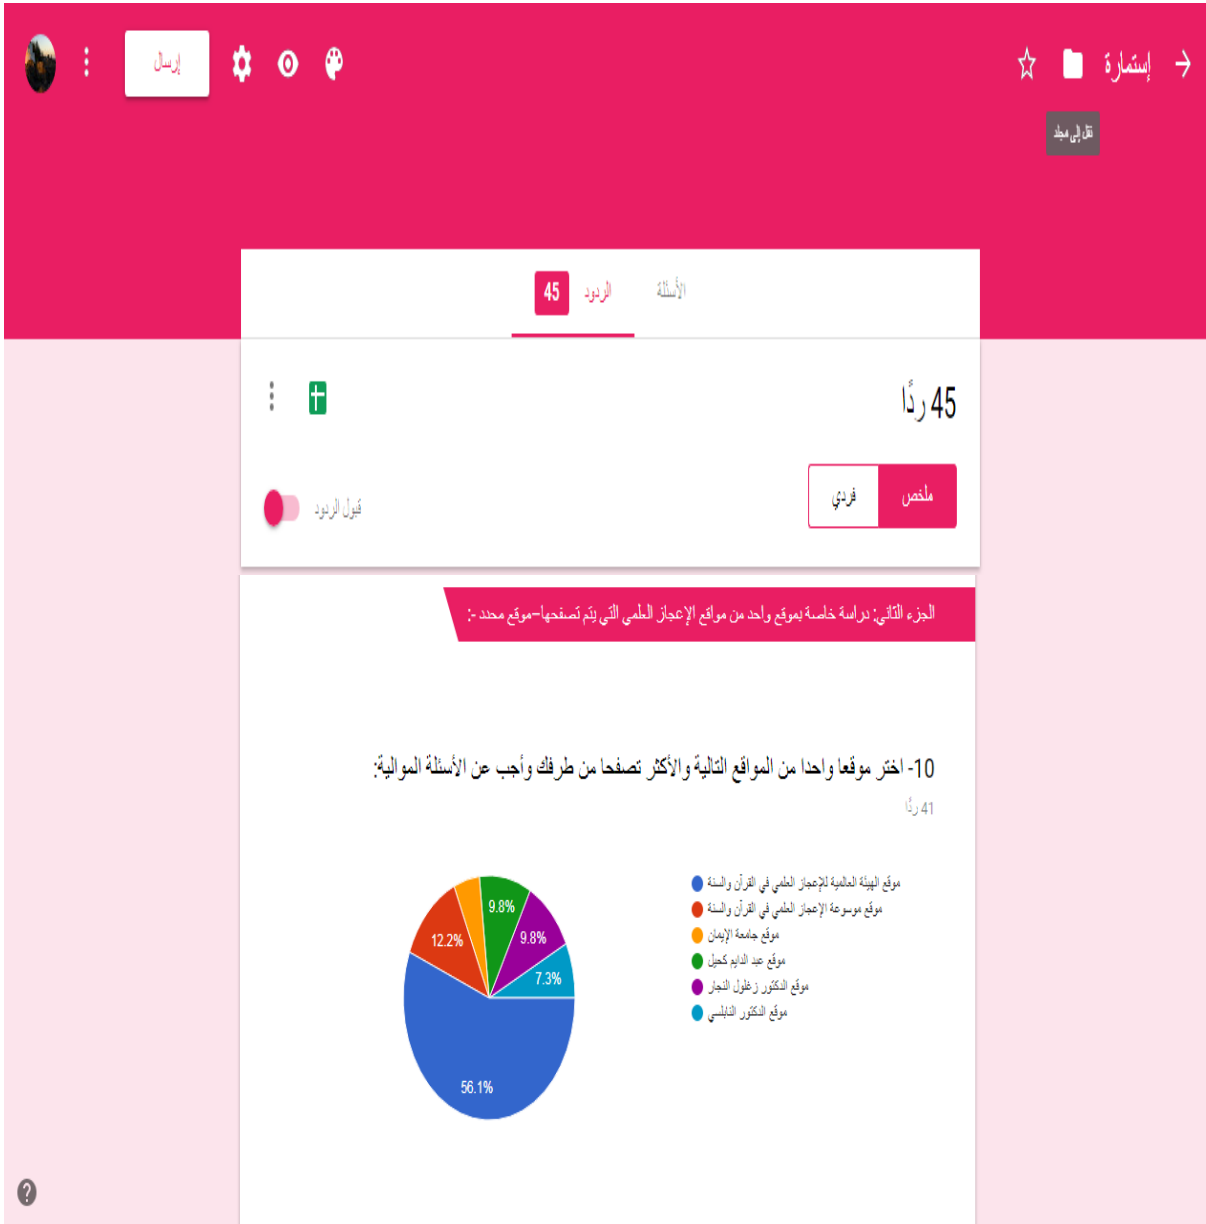 إستمارة
إرسال
نقل إلى مجلد
الأسئلة
الردود
45
45 ردًا
ملخص
فردي
قبول الردود
الجزء الثاني: دراسة خاصة بموقع واحد من مواقع الإعجاز العلمي التي يتم تصفحها–موقع محدد -:
10- اختر موقعا واحدا من المواقع التالية والأكثر تصفحا من طرفك وأجب عن الأسئلة الموالية:
41 ردًا
موقع الهيئة العالمية للإعجاز العلمي في القرآن والسنة
موقع موسوعة الإعجاز العلمي في القرآن والسنة
موقع جامعة الإيمان
موقع عبد الدايم كحيل
موقع الدكتور زغلول النجار
موقع الدكتور النابلسي
9.8%
12.2%
9.8%
7.3%
56.1%